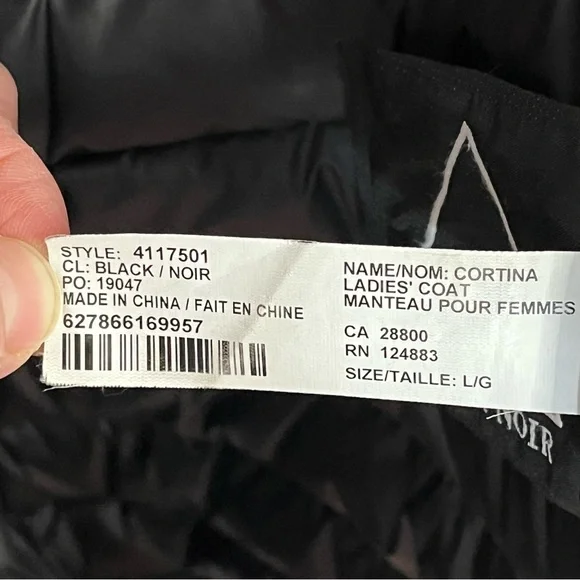 STYLE: 4117501
CL: BLACK / NOIR
PO: 19047
MADE IN CHINA / FAIT EN CHINE
627866169957
NAME/NOM: CORTINA
LADIES' COAT
MANTEAU POUR FEMMES
CA 28800
RN 124883
SIZE/TAILLE: L/G
NOIR